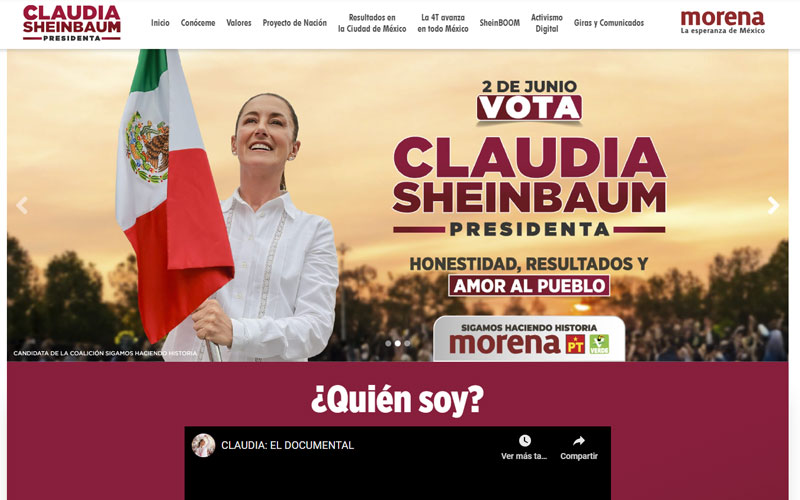 CLAUDIA
SHEINBAUM
PRESIDENTA
Inicio
Conóceme
Valores
Proyecto de Nación
Resultados en
la Ciudad de México
La 4T avanza
en todo México
SheinBOOM
Activismo
Digital
Giras y Comunicados
morena
La esperanza de México
2 DE JUNIO
VOTA
CLAUDIA
SHEINBAUM
PRESIDENTA
HONESTIDAD, RESULTADOS Y
AMOR AL PUEBLO
SIGAMOS HACIENDO HISTORIA
morena PT VERDE
CANDIDATA DE LA COALICIÓN SIGAMOS HACIENDO HISTORIA
¿Quién soy?
CLAUDIA: EL DOCUMENTAL
Ver más ta...
Compartir